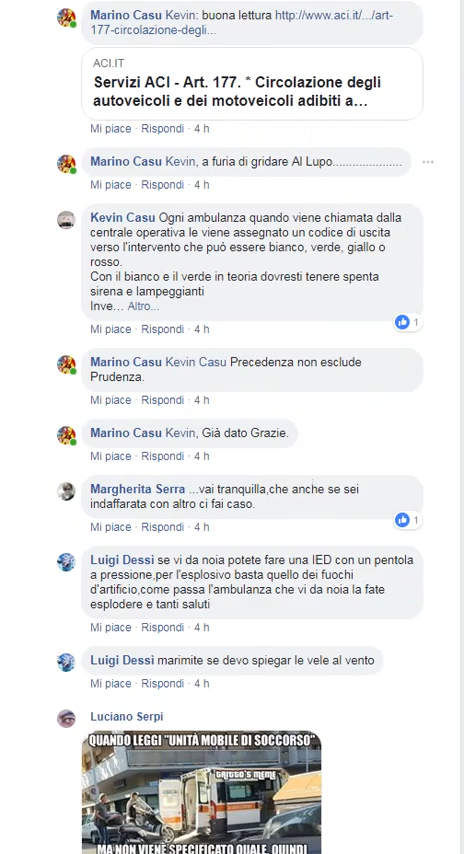 Marino Casu Kevin: buona lettura http://www.aci.it/.../art-
177-circolazione-degli...
ACI.IT
Servizi ACI - Art. 177. * Circolazione degli
autoveicoli e dei motoveicoli adibiti a...
Mi piace · Rispondi · 4 h
Marino Casu Kevin, a furia di gridare Al Lupo.....................
Mi piace · Rispondi · 4 h
Kevin Casu Ogni ambulanza quando viene chiamata dalla
centrale operativa le viene assegnato un codice di uscita
verso l'intervento che può essere bianco, verde, giallo o
rosso.
Con il bianco e il verde in teoria dovresti tenere spenta
sirena e lampeggianti
Inve... Altro...
1
Mi piace · Rispondi · 4 h
Marino Casu Kevin Casu Precedenza non esclude
Prudenza.
Mi piace · Rispondi · 4 h
Marino Casu Kevin, Già dato Grazie.
Mi piace · Rispondi · 4 h
Margherita Serra ...vai tranquilla,che anche se sei
indaffarata con altro ci fai caso.
1
Mi piace · Rispondi · 4 h
Luigi Dessi se vi da noia potete fare una IED con un pentola
a pressione,per l'esplosivo basta quello dei fuochi
d'artificio,come passa l'ambulanza che vi da noia la fate
esplodere e tanti saluti
Mi piace · Rispondi · 4 h
Luigi Dessi marimite se devo spiegar le vele al vento
Mi piace · Rispondi · 4 h
Luciano Serpi
QUANDO LEGGI "UNITÀ MOBILE DI SOCCORSO"
GRITTO'S MEME
MA NON VIENE SPECIFICATO QUALE, QUINDI